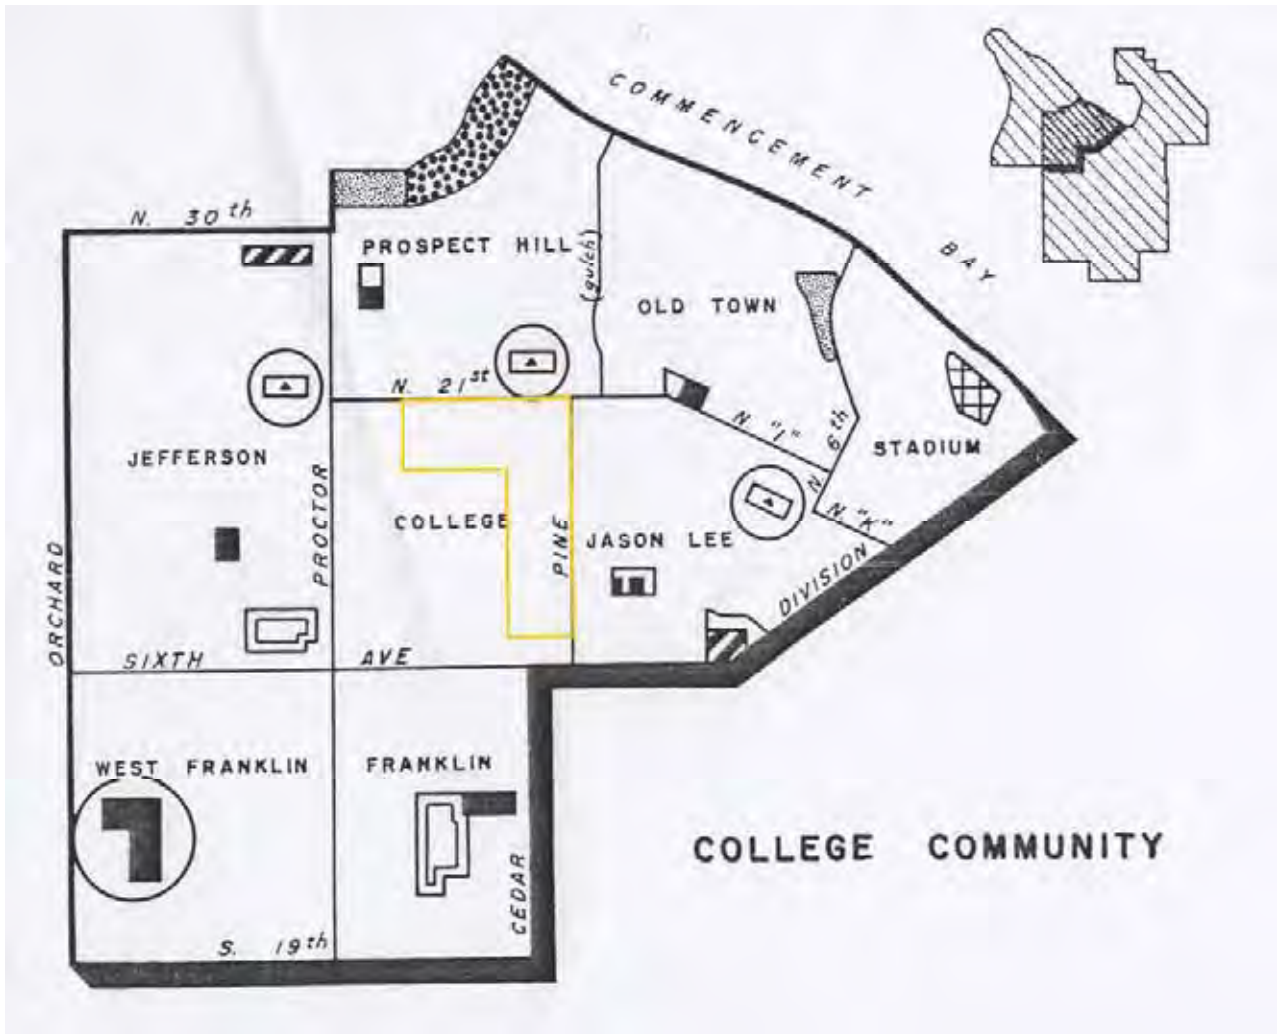 COMMENCEMENT
BAY
N. 30th
PROSPECT HILL
(gulch)
OLD TOWN
N. 21st
N "I"
N 6th
STADIUM
JEFFERSON
PROCTOR
COLLEGE
PINE
JASON LEE
N. "K"
DIVISION
ORCHARD
SIXTH AVE
WEST FRANKLIN
FRANKLIN
CEDAR
COLLEGE COMMUNITY
S. 19th